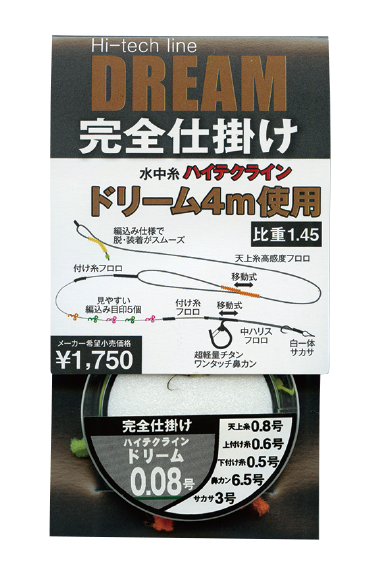 Hi-tech line
DREAM
完全仕掛け
水中糸 ハイテクライン
ドリーム4m使用
比重1.45
編込み仕様で
脱・装着がスムーズ
天上糸高感度フロロ
移動式
付け糸フロロ
見やすい
編込み目印5個
付け糸
フロロ
移動式
中ハリス
フロロ
白一体
サカサ
超軽量チタン
ワンタッチ鼻カン
メーカー希望小売価格
¥1,750
完全仕掛け
ハイテクライン
ドリーム
0.08号
天上糸0.8号
上付け糸0.6号
下付け糸0.5号
鼻カン6.5号
サカサ3号